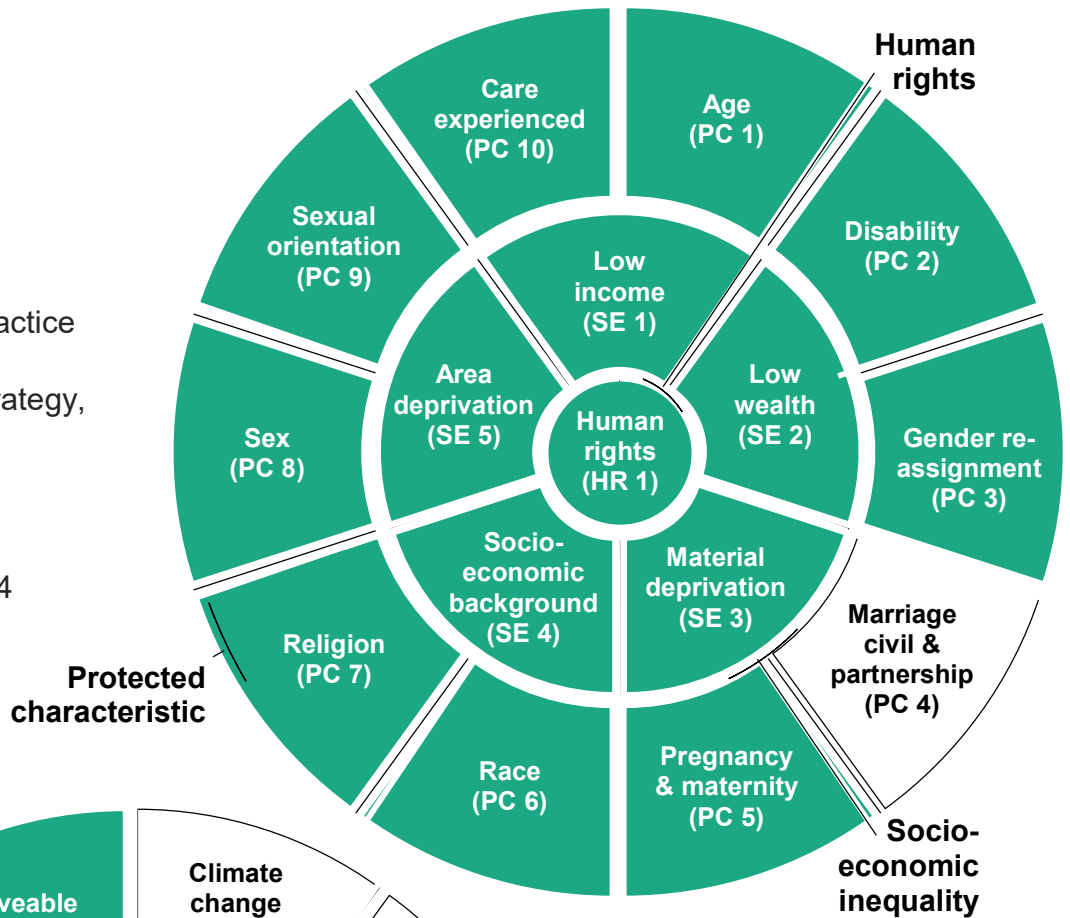 Human
rights
Care
experienced
(PC 10)
Age
(PC 1)
Sexual
orientation
(PC 9)
Disability
(PC 2)
Low
income
(SE 1)
actice
rategy,
Area
deprivation
(SE 5)
Low
wealth
(SE 2)
Human
rights
(HR 1)
Sex
(PC 8)
Gender re-
assignment
(PC 3)
Socio-
economic
background
(SE 4)
Material
deprivation
(SE 3)
4
Marriage
civil &
partnership
(PC 4)
Religion
(PC 7)
Protected
characteristic
Race
(PC 6)
Pregnancy
& maternity
(PC 5)
Socio-
economic
inequality
Climate
change
veable